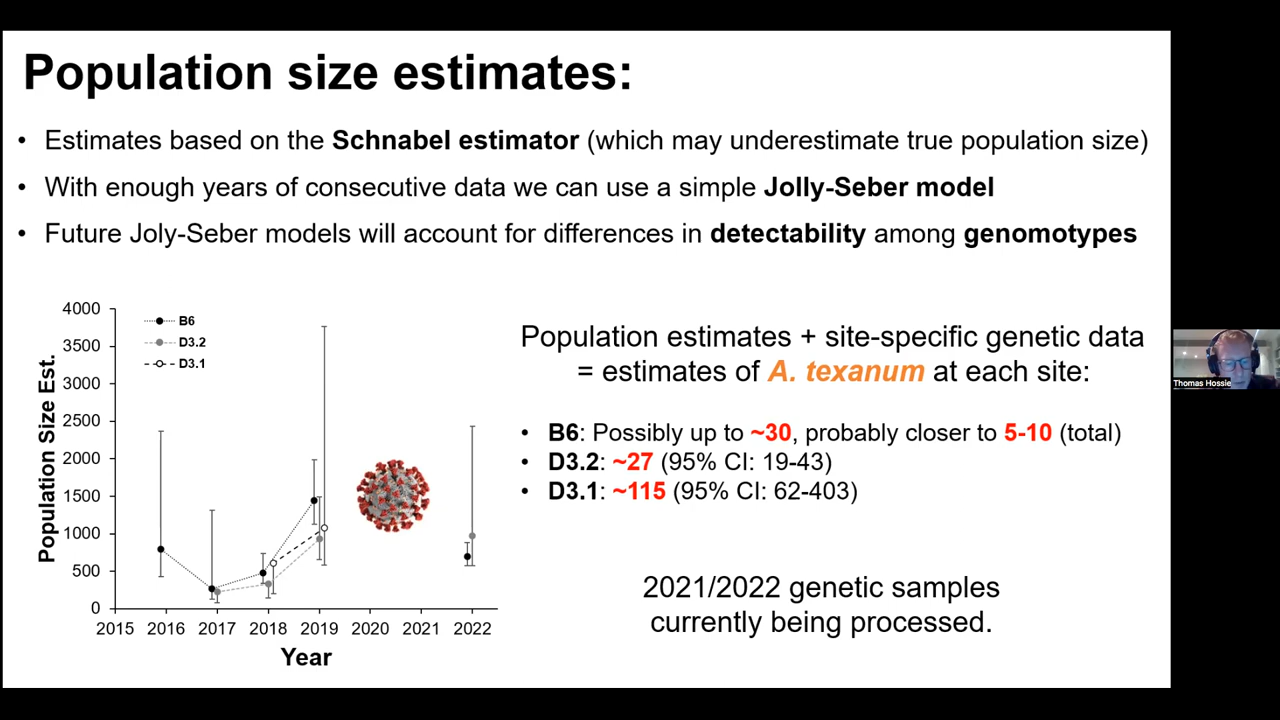 Population size estimates:
• Estimates based on the Schnabel estimator (which may underestimate true population size)
• With enough years of consecutive data we can use a simple Jolly-Seber model
• Future Joly-Seber models will account for differences in detectability among genomotypes
Population Size Est.
4000
3500
3000
2500
2000
1500
1000
500
0
B6
D3.2
D3.1
2015 2016 2017 2018 2019 2020 2021 2022
Year
Population estimates + site-specific genetic data
= estimates of A. texanum at each site:
• B6: Possibly up to ~30, probably closer to 5-10 (total)
• D3.2: ~27 (95% CI: 19-43)
• D3.1: ~115 (95% CI: 62-403)
2021/2022 genetic samples
currently being processed.
Thomas Hossie